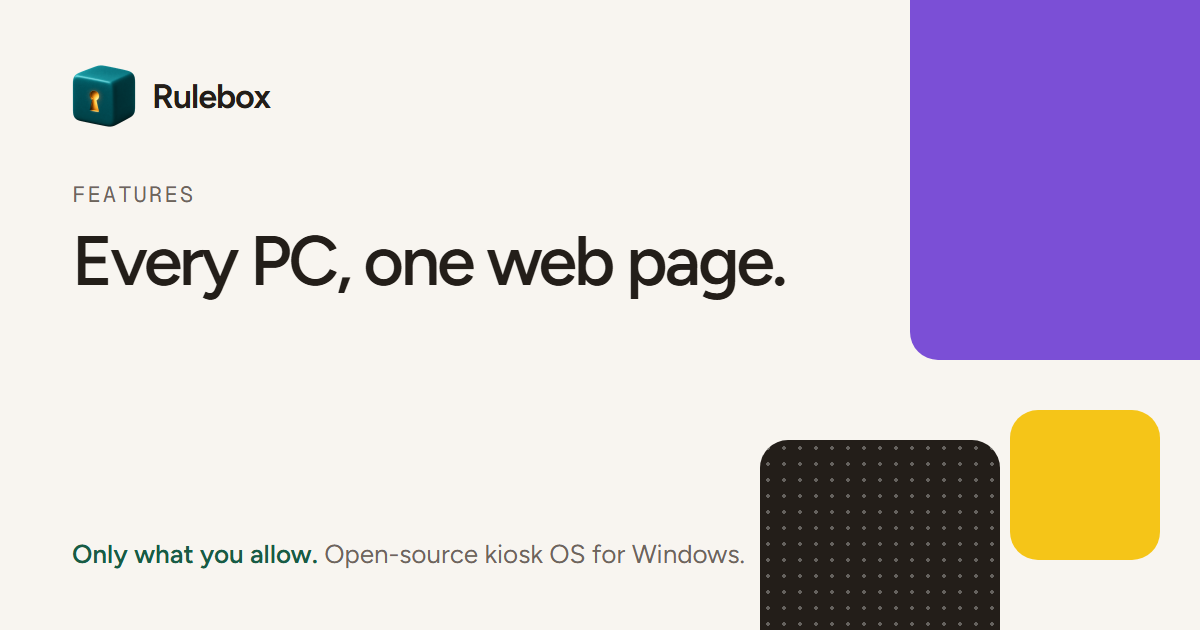 Rulebox
FEATURES
Every PC, one web page.
Only what you allow. Open-source kiosk OS for Windows.